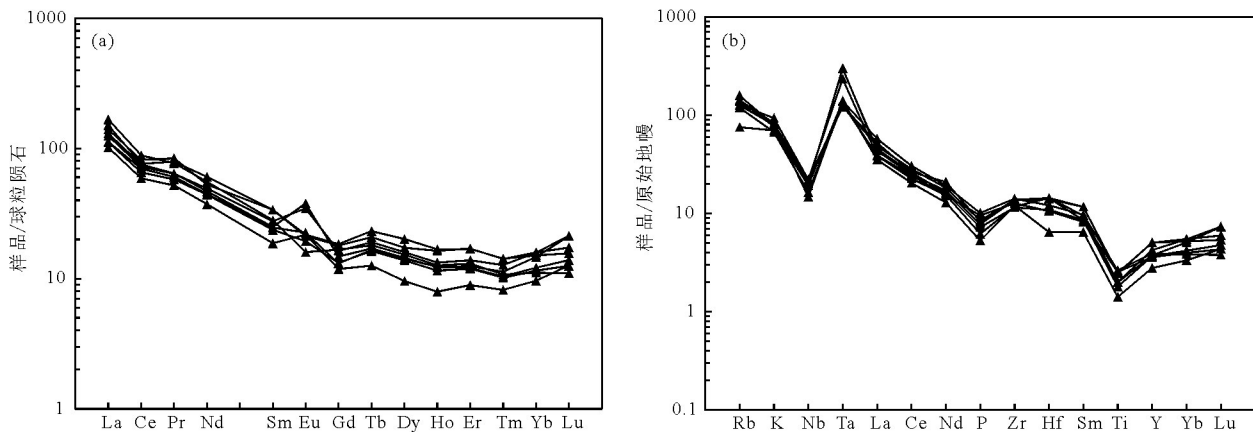 (a)
样品/球粒陨石
1000
100
10
1
La Ce Pr Nd Sm Eu Gd Tb Dy Ho Er Tm Yb Lu
(b)
样品/原始地幔
1000
100
10
1
0.1
Rb K Nb Ta La Ce Nd P Zr Hf Sm Ti Y Yb Lu